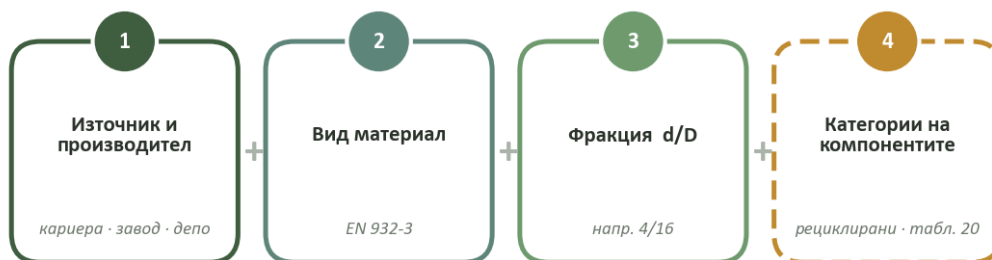 1
Източник и
производител
кариера · завод · депо
+
2
Вид материал
EN 932-3
+
3
Фракция d/D
напр. 4/16
+
4
Категории на
компонентите
рециклирани · табл. 20